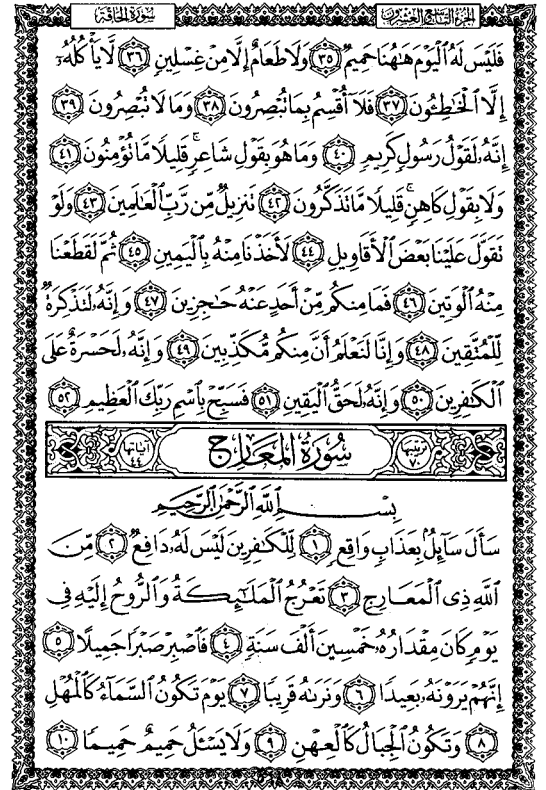 الجزء التاسع والعشرون
سورة الحاقة
فَلَيْسَ لَهُ ٱلْيَوْمَ هَٰهُنَا حَمِيمٌ ٣٥ وَلَا طَعَامٌ إِلَّا مِنْ غِسْلِينٍ ٣٦ لَّا يَأْكُلُهُۥٓ
إِلَّا ٱلْخَٰطِـُٔونَ ٣٧ فَلَآ أُقْسِمُ بِمَا تُبْصِرُونَ ٣٨ وَمَا لَا تُبْصِرُونَ ٣٩
إِنَّهُۥ لَقَوْلُ رَسُولٍ كَرِيمٍ ٤٠ وَمَا هُوَ بِقَوْلِ شَاعِرٍ ۚ قَلِيلًا مَّا تُؤْمِنُونَ ٤١
وَلَا بِقَوْلِ كَاهِنٍ ۚ قَلِيلًا مَّا تَذَكَّرُونَ ٤٢ تَنزِيلٌ مِّن رَّبِّ ٱلْعَٰلَمِينَ ٤٣ وَلَوْ
تَقَوَّلَ عَلَيْنَا بَعْضَ ٱلْأَقَاوِيلِ ٤٤ لَأَخَذْنَا مِنْهُ بِٱلْيَمِينِ ٤٥ ثُمَّ لَقَطَعْنَا
مِنْهُ ٱلْوَتِينَ ٤٦ فَمَا مِنكُم مِّنْ أَحَدٍ عَنْهُ حَٰجِزِينَ ٤٧ وَإِنَّهُۥ لَتَذْكِرَةٌ
لِّلْمُتَّقِينَ ٤٨ وَإِنَّا لَنَعْلَمُ أَنَّ مِنكُم مُّكَذِّبِينَ ٤٩ وَإِنَّهُۥ لَحَسْرَةٌ عَلَى
ٱلْكَٰفِرِينَ ٥٠ وَإِنَّهُۥ لَحَقُّ ٱلْيَقِينِ ٥١ فَسَبِّحْ بِٱسْمِ رَبِّكَ ٱلْعَظِيمِ ٥٢
ترتيبها ٧٠ سُورَةُ المَعَارِجِ آياتها ٤٤
بِسْمِ ٱللَّهِ ٱلرَّحْمَٰنِ ٱلرَّحِيمِ
سَأَلَ سَآئِلٌۢ بِعَذَابٍ وَاقِعٍ ١ لِّلْكَٰفِرِينَ لَيْسَ لَهُۥ دَافِعٌ ٢ مِّنَ
ٱللَّهِ ذِى ٱلْمَعَارِجِ ٣ تَعْرُجُ ٱلْمَلَٰٓئِكَةُ وَٱلرُّوحُ إِلَيْهِ فِى
يَوْمٍ كَانَ مِقْدَارُهُۥ خَمْسِينَ أَلْفَ سَنَةٍ ٤ فَٱصْبِرْ صَبْرًا جَمِيلًا ٥
إِنَّهُمْ يَرَوْنَهُۥ بَعِيدًا ٦ وَنَرَىٰهُ قَرِيبًا ٧ يَوْمَ تَكُونُ ٱلسَّمَآءُ كَٱلْمُهْلِ
٨ وَتَكُونُ ٱلْجِبَالُ كَٱلْعِهْنِ ٩ وَلَا يَسْـَٔلُ حَمِيمٌ حَمِيمًا ١٠